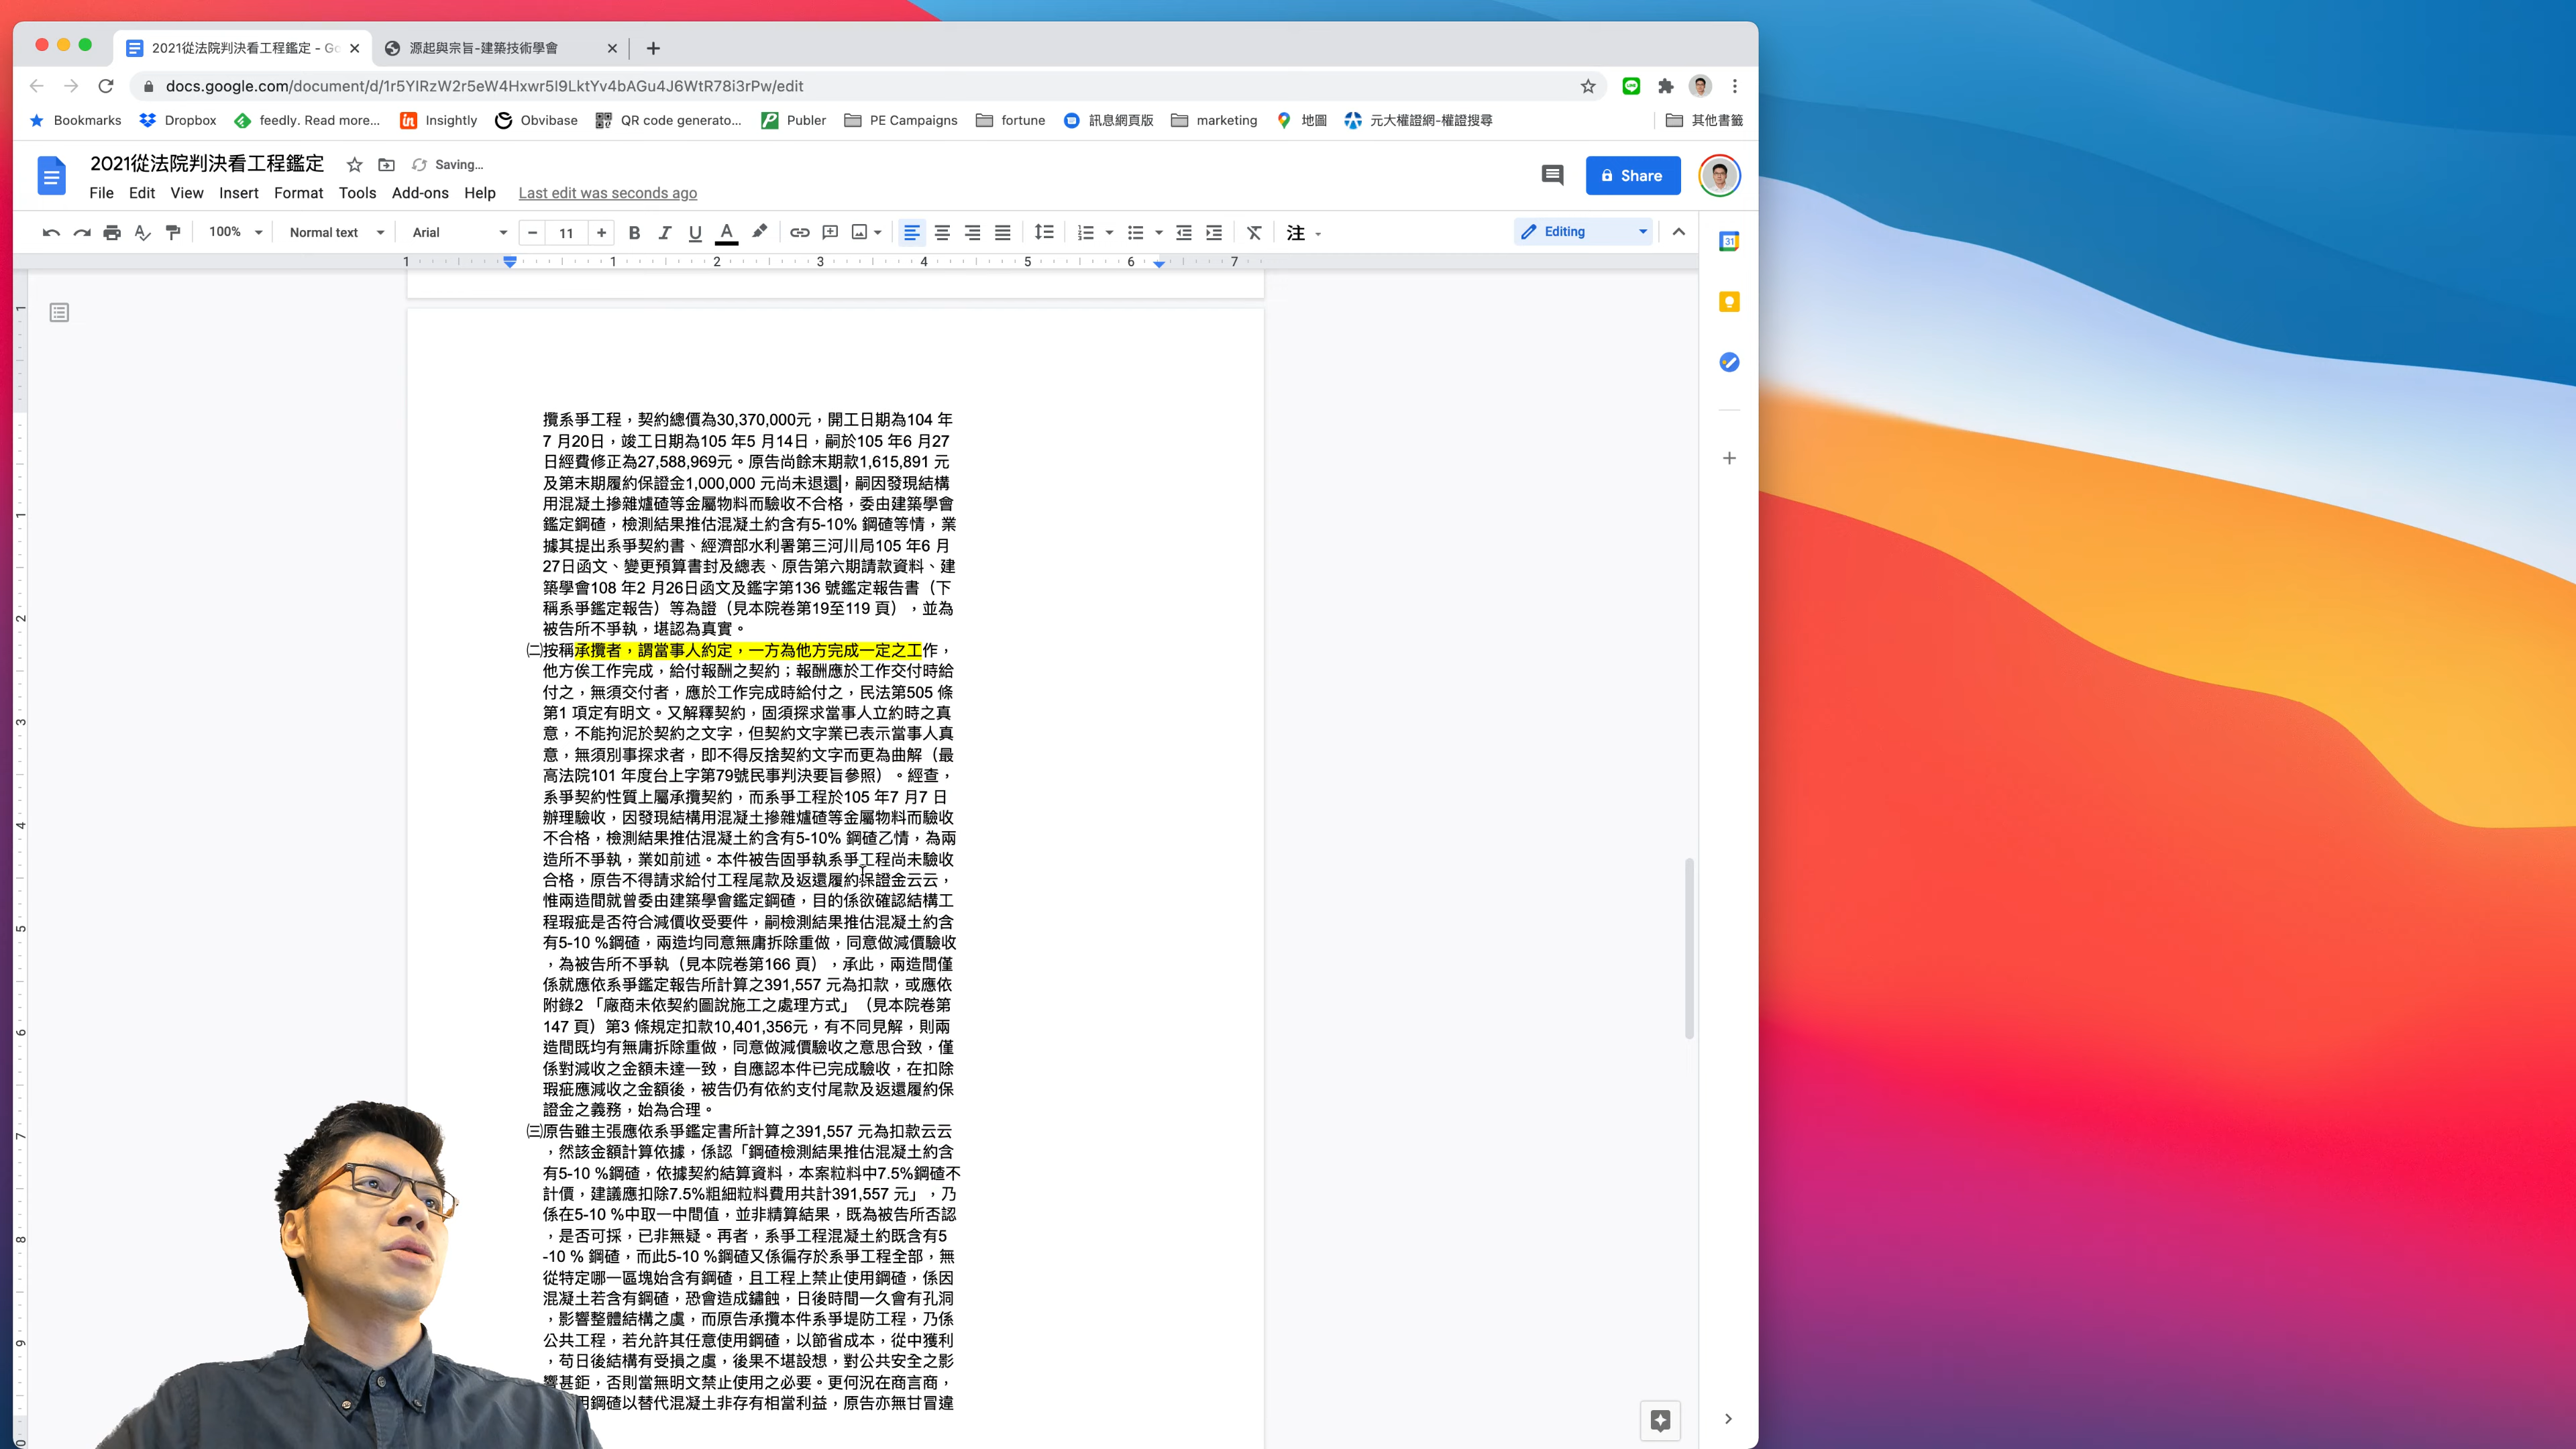 2021從法院判決看工程鑑定 - Go
源起與宗旨-建築技術學會
docs.google.com/document/d/1r5YIRzW2r5eW4Hxwr5I9LktYv4bAGu4J6WtR78i3rPw/edit
Bookmarks Dropbox feedly. Read more... Insightly Obvibase QR code generato... Publer PE Campaigns fortune 訊息網頁版 marketing 地圖 元大權證網-權證搜尋 其他書籤
2021從法院判決看工程鑑定 Saving...
File Edit View Insert Format Tools Add-ons Help Last edit was seconds ago
Share
100% Normal text Arial 11 B I U A 注 Editing
1 1 2 3 4 5 6 7
31
攬系爭工程，契約總價為30,370,000元，開工日期為104 年
7 月20日，竣工日期為105 年5 月14日，嗣於105 年6 月27
日經費修正為27,588,969元。原告尚餘末期款1,615,891 元
及第末期履約保證金1,000,000 元尚未退還，嗣因發現結構
用混凝土摻雜爐碴等金屬物料而驗收不合格，委由建築學會
鑑定鋼碴，檢測結果推估混凝土約含有5-10% 鋼碴等情，業
據其提出系爭契約書、經濟部水利署第三河川局105 年6 月
27日函文、變更預算書封及總表、原告第六期請款資料、建
築學會108 年2 月26日函文及鑑字第136 號鑑定報告書（下
稱系爭鑑定報告）等為證（見本院卷第19至119 頁），並為
被告所不爭執，堪認為真實。
㈡按稱承攬者，謂當事人約定，一方為他方完成一定之工作，
他方俟工作完成，給付報酬之契約；報酬應於工作交付時給
付之，無須交付者，應於工作完成時給付之，民法第505 條
第1 項定有明文。又解釋契約，固須探求當事人立約時之真
意，不能拘泥於契約之文字，但契約文字業已表示當事人真
意，無須別事探求者，即不得反捨契約文字而更為曲解（最
高法院101 年度台上字第79號民事判決要旨參照）。經查，
系爭契約性質上屬承攬契約，而系爭工程於105 年7 月7 日
辦理驗收，因發現結構用混凝土摻雜爐碴等金屬物料而驗收
不合格，檢測結果推估混凝土約含有5-10% 鋼碴乙情，為兩
造所不爭執，業如前述。本件被告固爭執系爭工程尚未驗收
合格，原告不得請求給付工程尾款及返還履約保證金云云，
惟兩造間就曾委由建築學會鑑定鋼碴，目的係欲確認結構工
程瑕疵是否符合減價收受要件，嗣檢測結果推估混凝土約含
有5-10 %鋼碴，兩造均同意無庸拆除重做，同意做減價驗收
，為被告所不爭執（見本院卷第166 頁），承此，兩造間僅
係就應依系爭鑑定報告所計算之391,557 元為扣款，或應依
附錄2 「廠商未依契約圖說施工之處理方式」（見本院卷第
147 頁）第3 條規定扣款10,401,356元，有不同見解，則兩
造間既均有無庸拆除重做，同意做減價驗收之意思合致，僅
係對減收之金額未達一致，自應認本件已完成驗收，在扣除
瑕疵應減收之金額後，被告仍有依約支付尾款及返還履約保
證金之義務，始為合理。
㈢原告雖主張應依系爭鑑定書所計算之391,557 元為扣款云云
，然該金額計算依據，係認「鋼碴檢測結果推估混凝土約含
有5-10 %鋼碴，依據契約結算資料，本案粒料中7.5%鋼碴不
計價，建議應扣除7.5%粗細粒料費用共計391,557 元」，乃
係在5-10 %中取一中間值，並非精算結果，既為被告所否認
，是否可採，已非無疑。再者，系爭工程混凝土約既含有5
-10 % 鋼碴，而此5-10 %鋼碴又係徧存於系爭工程全部，無
從特定哪一區塊始含有鋼碴，且工程上禁止使用鋼碴，係因
混凝土若含有鋼碴，恐會造成鏽蝕，日後時間一久會有孔洞
，影響整體結構之虞，而原告承攬本件系爭堤防工程，乃係
公共工程，若允許其任意使用鋼碴，以節省成本，從中獲利
，苟日後結構有受損之虞，後果不堪設想，對公共安全之影
響甚鉅，否則當無明文禁止使用之必要。更何況在商言商，
用鋼碴以替代混凝土非存有相當利益，原告亦無甘冒違